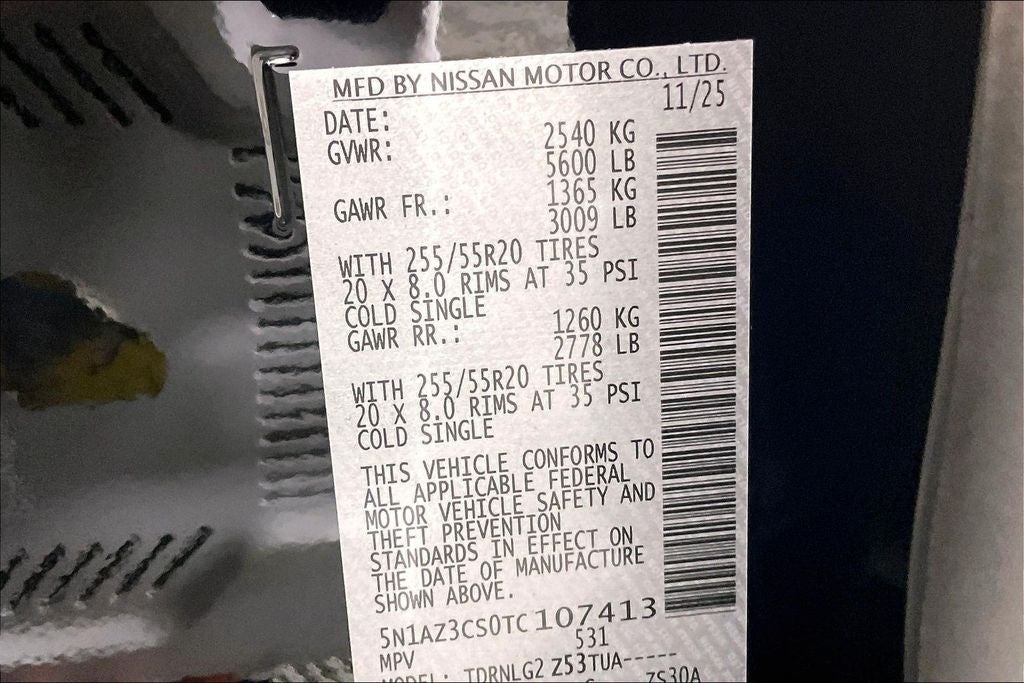 MFD BY NISSAN MOTOR CO., LTD.
DATE: 11/25
GVWR: 2540 KG
5600 LB
GAWR FR.: 1365 KG
3009 LB
WITH 255/55R20 TIRES
20 X 8.0 RIMS AT 35 PSI
COLD SINGLE
GAWR RR.: 1260 KG
2778 LB
WITH 255/55R20 TIRES
20 X 8.0 RIMS AT 35 PSI
COLD SINGLE
THIS VEHICLE CONFORMS TO
ALL APPLICABLE FEDERAL
MOTOR VEHICLE SAFETY AND
THEFT PREVENTION
STANDARDS IN EFFECT ON
THE DATE OF MANUFACTURE
SHOWN ABOVE.
5N1AZ3CS0TC107413
MPV 531
MODEL: TDRNLG2 Z53TUA-----
ZS30A